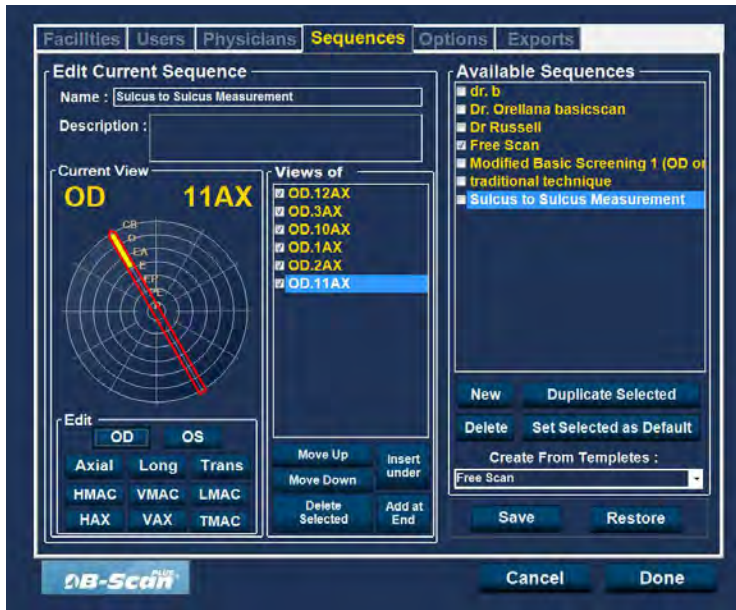 Facilities Users Physicians Sequences Options Exports
Edit Current Sequence
Name : Sulcus to Sulcus Measurement
Description :
Current View
OD 11AX
CB
O
EA
E
EP
PE
P
Edit
OD OS
Axial Long Trans
HMAC VMAC LMAC
HAX VAX TMAC
Views of
OD.12AX
OD.3AX
OD.10AX
OD.1AX
OD.2AX
OD.11AX
Move Up
Move Down
Delete Selected
Insert under
Add at End
Available Sequences
dr. b
Dr. Orellana basicscan
Dr Russell
Free Scan
Modified Basic Screening 1 (OD or
traditional technique
Sulcus to Sulcus Measurement
New Duplicate Selected
Delete Set Selected as Default
Create From Templetes :
Free Scan
Save Restore
B-Scan PLUS
Cancel Done